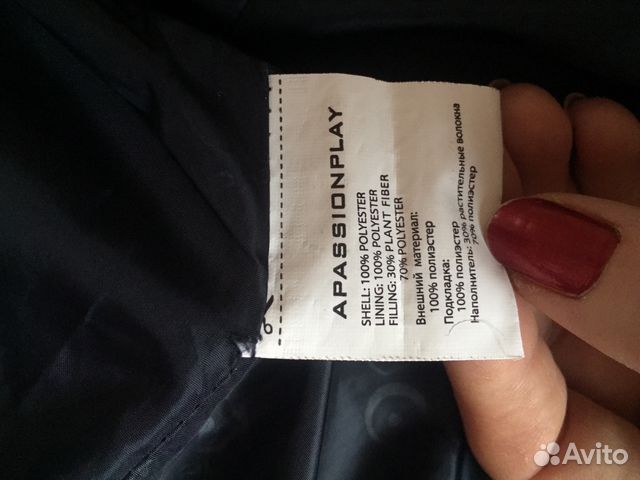 APASSIONPLAY
SHELL: 100% POLYESTER
LINING: 100% POLYESTER
FILLING: 30% PLANT FIBER
70% POLYESTER
Внешний материал:
100% полиэстер
Подкладка:
100% полиэстер
Наполнитель: 30% растительные волокна
70% полиэстер
Avito